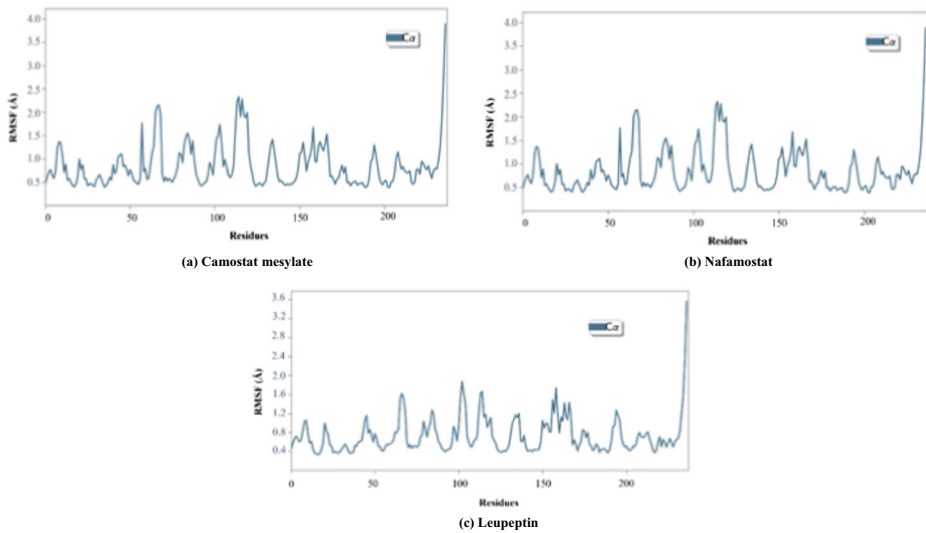 4.0
3.5
3.0
2.5
2.0
1.5
1.0
0.5
RMSF (Å)
Cα
0 50 100 150 200
Residues
(a) Camostat mesylate
4.0
3.5
3.0
2.5
2.0
1.5
1.0
0.5
RMSF (Å)
Cα
0 50 100 150 200
Residues
(b) Nafamostat
3.6
3.2
2.8
2.4
2.0
1.6
1.2
0.8
0.4
RMSF (Å)
Cα
0 50 100 150 200
Residues
(c) Leupeptin